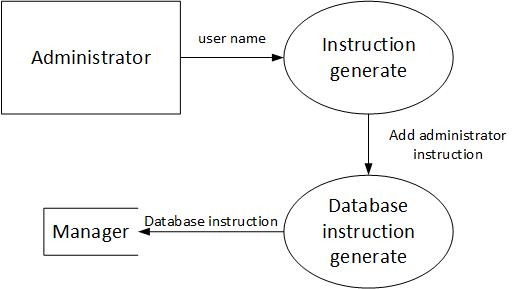 Administrator
user name
Instruction
generate
Add administrator
instruction
Database
instruction
generate
Database instruction
Manager